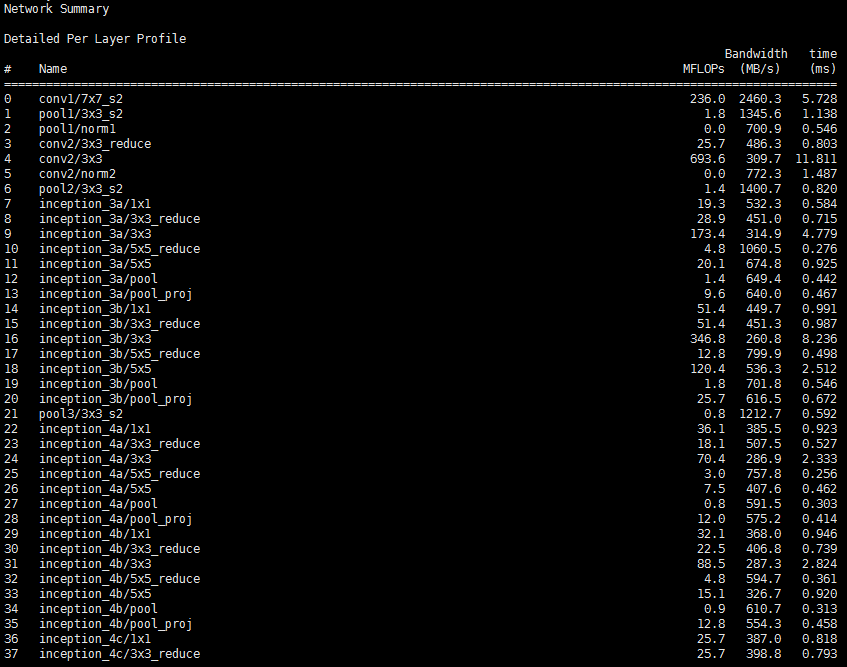 Network Summary
Detailed Per Layer Profile
Bandwidth time
# Name MFLOPs (MB/s) (ms)
================================================================================
0 conv1/7x7_s2 236.0 2460.3 5.728
1 pool1/3x3_s2 1.8 1345.6 1.138
2 pool1/norm1 0.0 700.9 0.546
3 conv2/3x3_reduce 25.7 486.3 0.803
4 conv2/3x3 693.6 309.7 11.811
5 conv2/norm2 0.0 772.3 1.487
6 pool2/3x3_s2 1.4 1400.7 0.820
7 inception_3a/1x1 19.3 532.3 0.584
8 inception_3a/3x3_reduce 28.9 451.0 0.715
9 inception_3a/3x3 173.4 314.9 4.779
10 inception_3a/5x5_reduce 4.8 1060.5 0.276
11 inception_3a/5x5 20.1 674.8 0.925
12 inception_3a/pool 1.4 649.4 0.442
13 inception_3a/pool_proj 9.6 640.0 0.467
14 inception_3b/1x1 51.4 449.7 0.991
15 inception_3b/3x3_reduce 51.4 451.3 0.987
16 inception_3b/3x3 346.8 260.8 8.236
17 inception_3b/5x5_reduce 12.8 799.9 0.498
18 inception_3b/5x5 120.4 536.3 2.512
19 inception_3b/pool 1.8 701.8 0.546
20 inception_3b/pool_proj 25.7 616.5 0.672
21 pool3/3x3_s2 0.8 1212.7 0.592
22 inception_4a/1x1 36.1 385.5 0.923
23 inception_4a/3x3_reduce 18.1 507.5 0.527
24 inception_4a/3x3 70.4 286.9 2.333
25 inception_4a/5x5_reduce 3.0 757.8 0.256
26 inception_4a/5x5 7.5 407.6 0.462
27 inception_4a/pool 0.8 591.5 0.303
28 inception_4a/pool_proj 12.0 575.2 0.414
29 inception_4b/1x1 32.1 368.0 0.946
30 inception_4b/3x3_reduce 22.5 406.8 0.739
31 inception_4b/3x3 88.5 287.3 2.824
32 inception_4b/5x5_reduce 4.8 594.7 0.361
33 inception_4b/5x5 15.1 326.7 0.920
34 inception_4b/pool 0.9 610.7 0.313
35 inception_4b/pool_proj 12.8 554.3 0.458
36 inception_4c/1x1 25.7 387.0 0.818
37 inception_4c/3x3_reduce 25.7 398.8 0.793